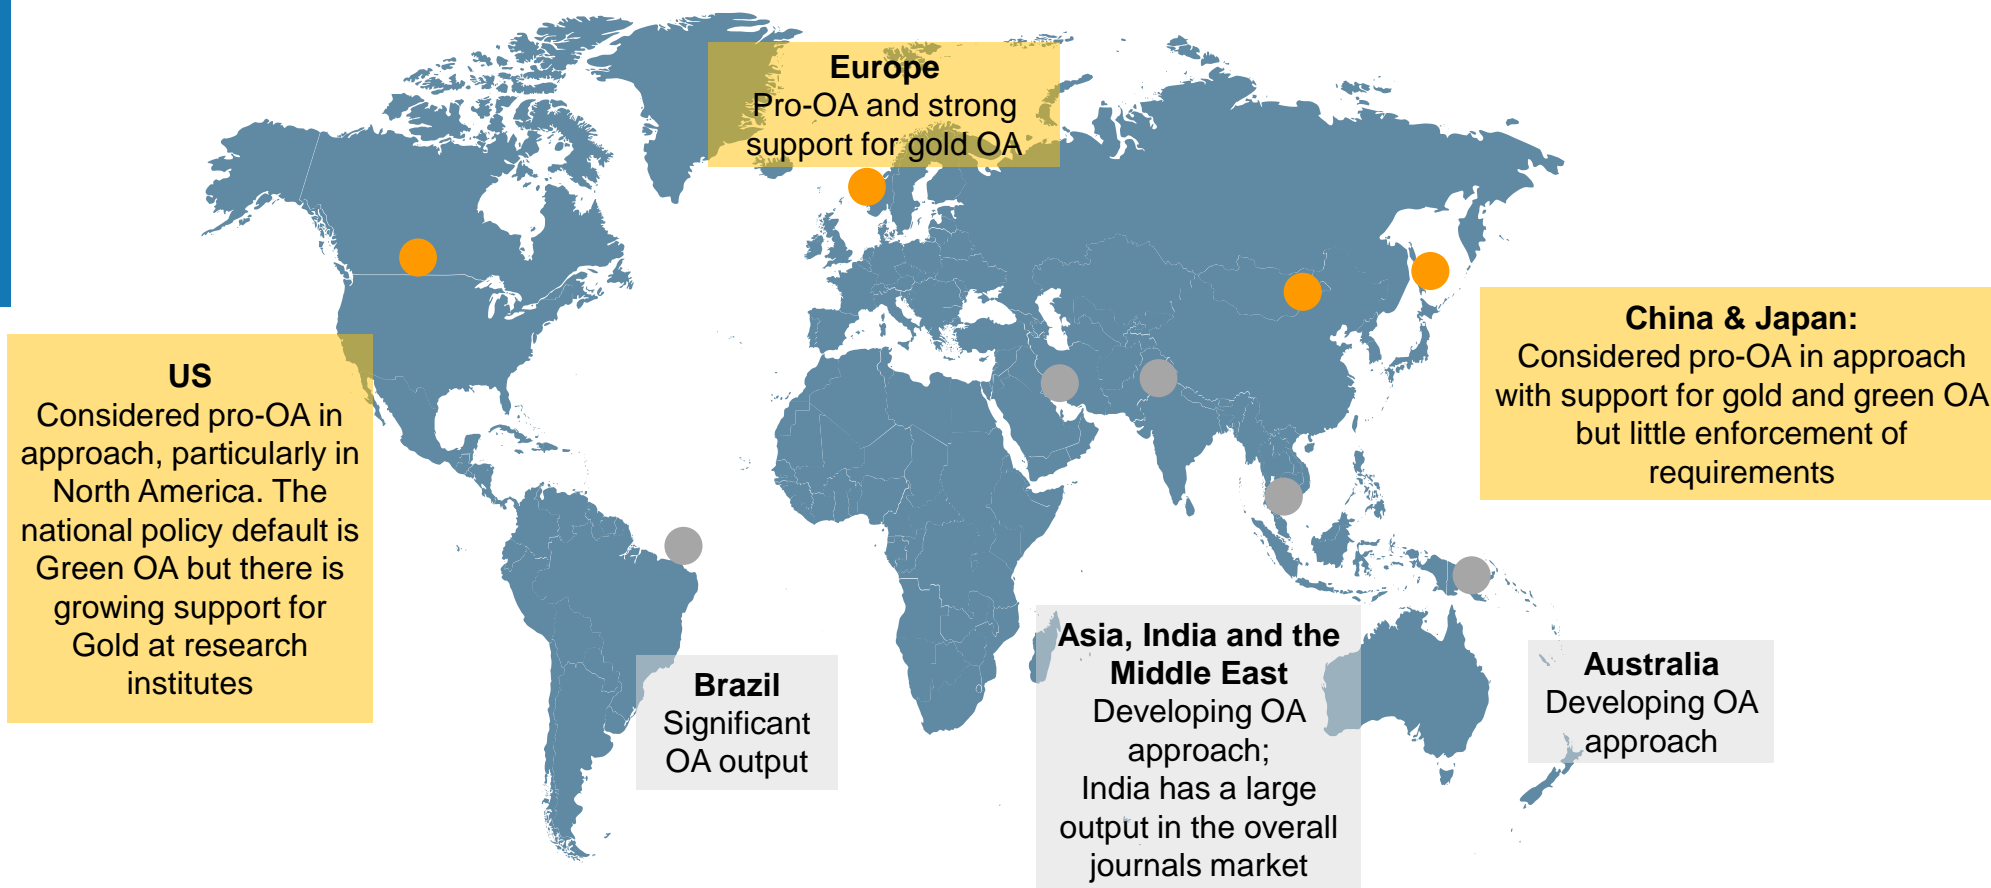 Europe
Pro-OA and strong
support for gold OA
US
Considered pro-OA in
approach, particularly in
North America. The
national policy default is
Green OA but there is
growing support for
Gold at research
institutes
China & Japan:
Considered pro-OA in approach
with support for gold and green OA
but little enforcement of
requirements
Brazil
Significant
OA output
Asia, India and the
Middle East
Developing OA
approach;
India has a large
output in the overall
journals market
Australia
Developing OA
approach